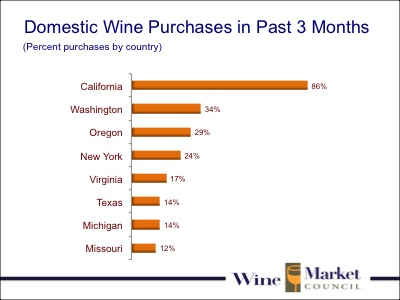 Domestic Wine Purchases in Past 3 Months
(Percent purchases by country)
California 86%
Washington 34%
Oregon 29%
New York 24%
Virginia 17%
Texas 14%
Michigan 14%
Missouri 12%
Wine Market
COUNCIL